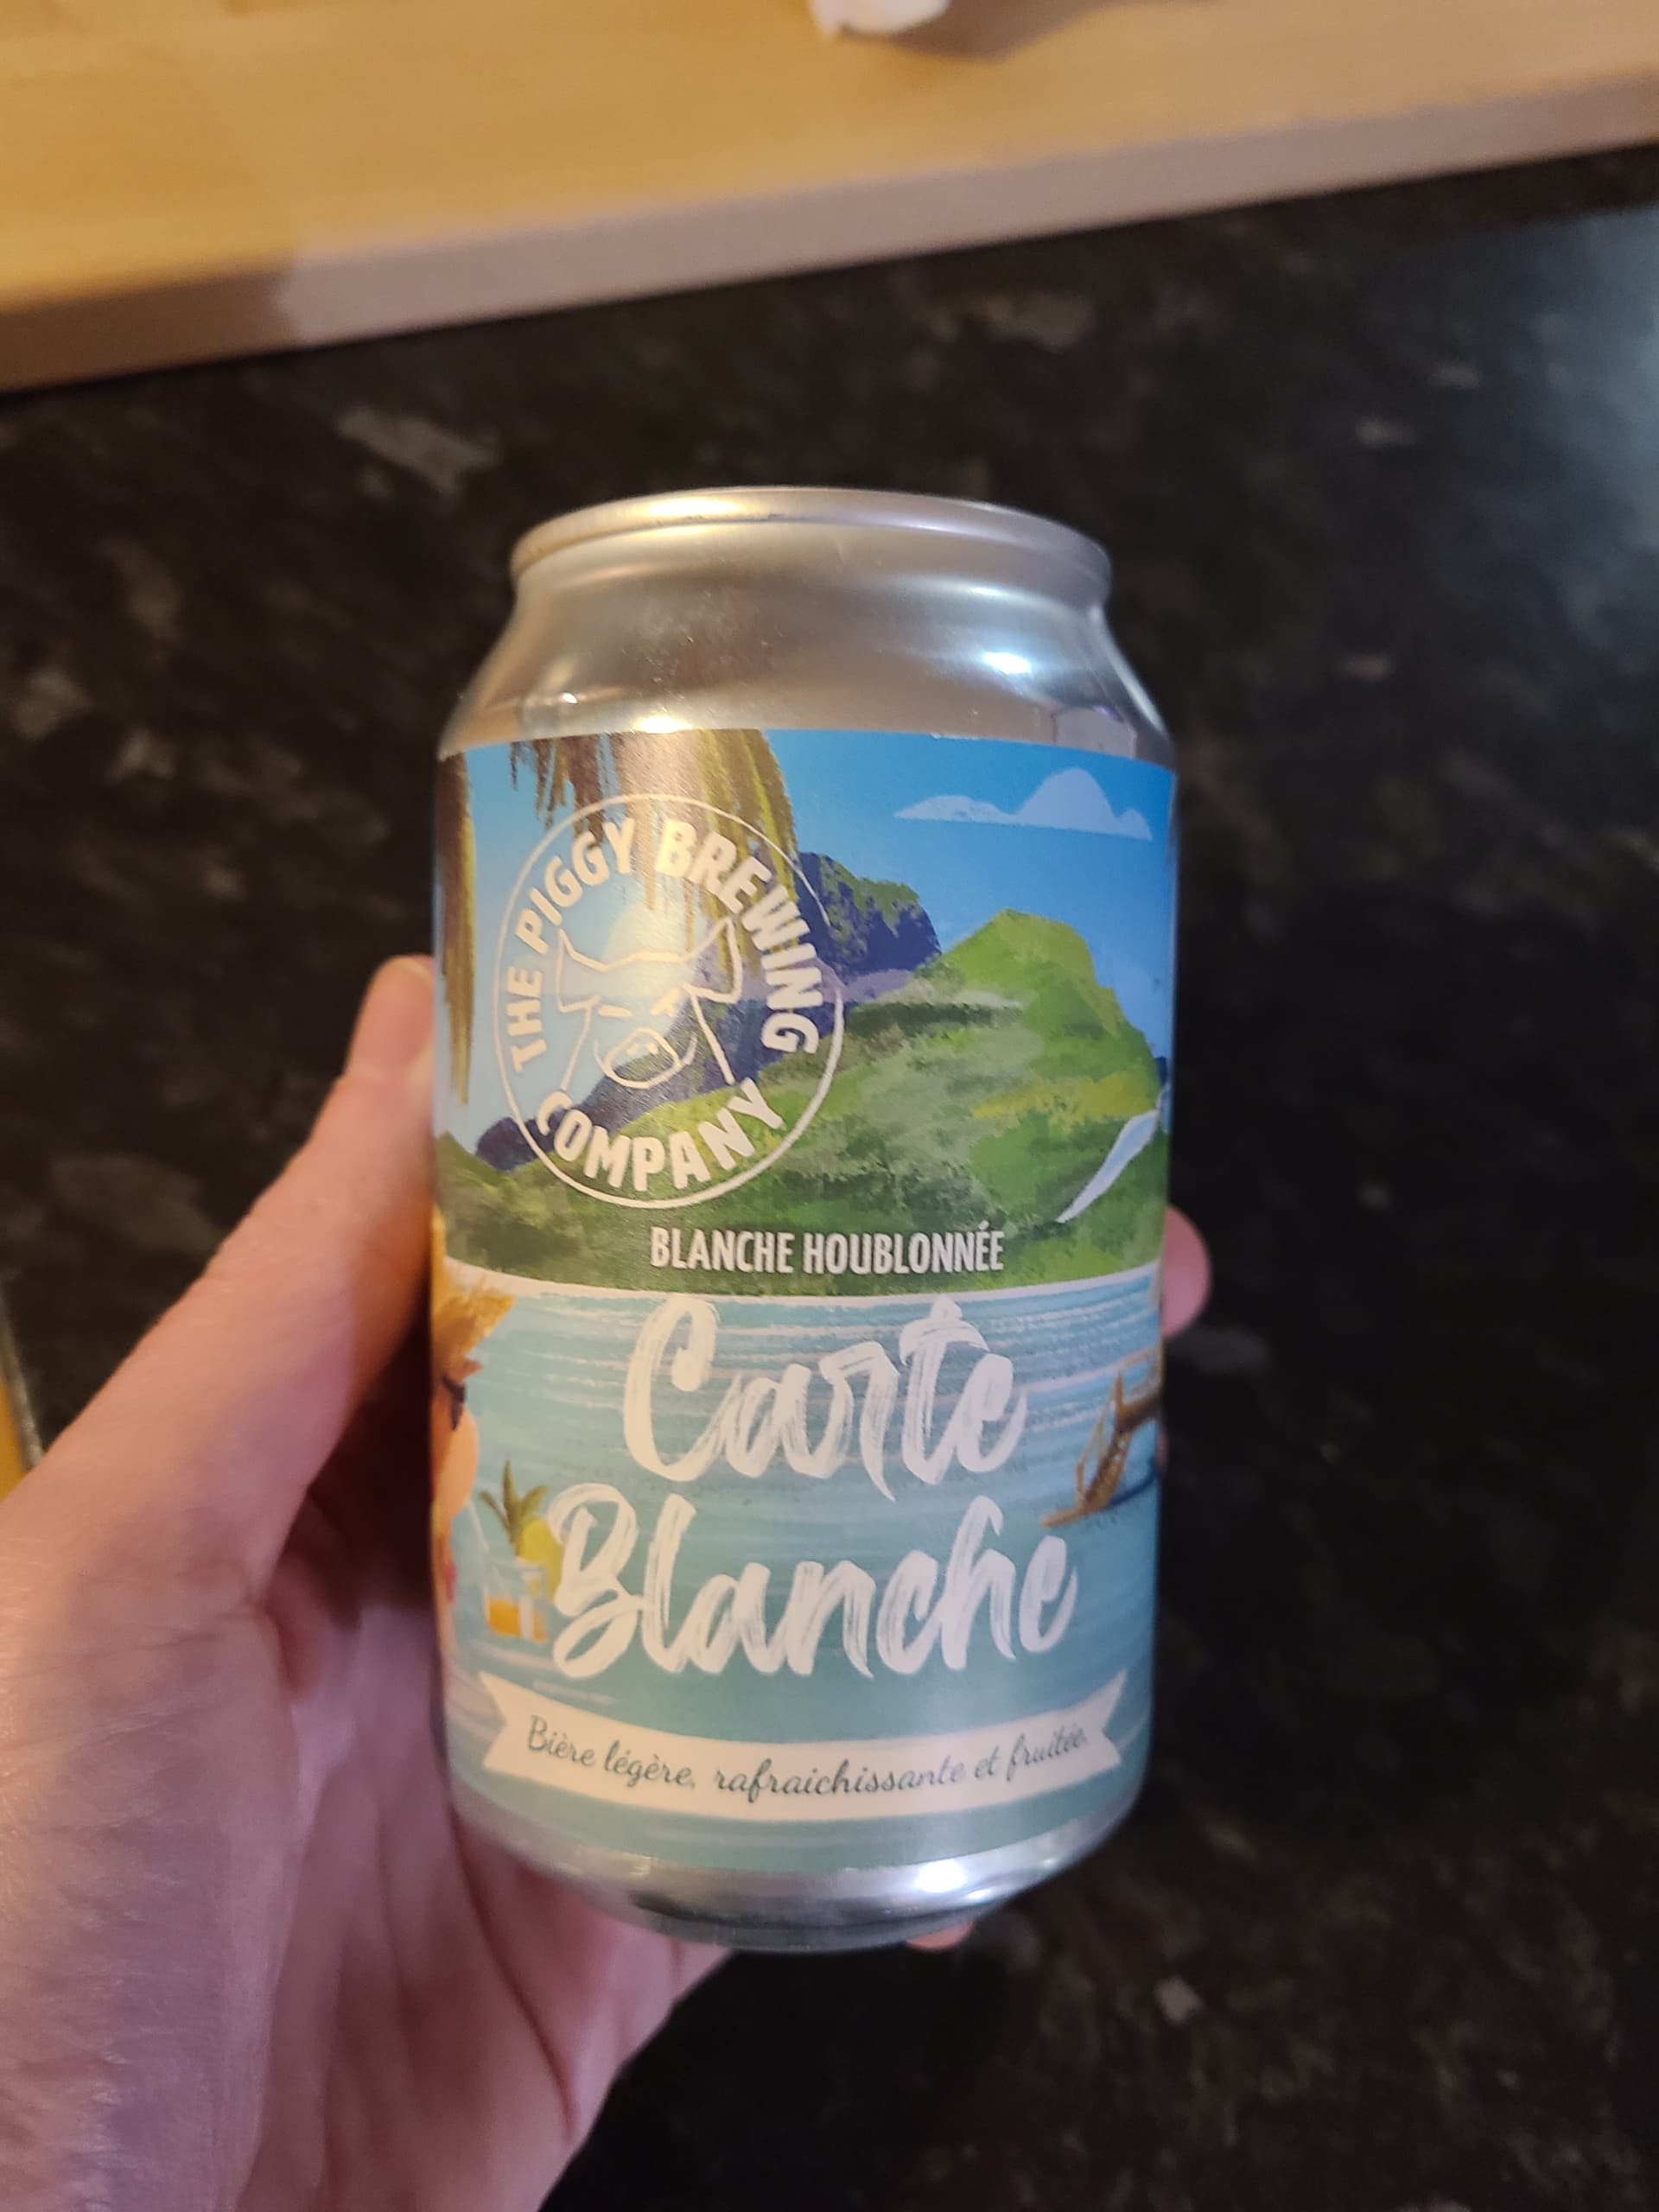 THE PIGGY BREWING
COMPANY
BLANCHE HOUBLONNÉE
Carte
Blanche
Bière légère, rafraichissante et fruitée.